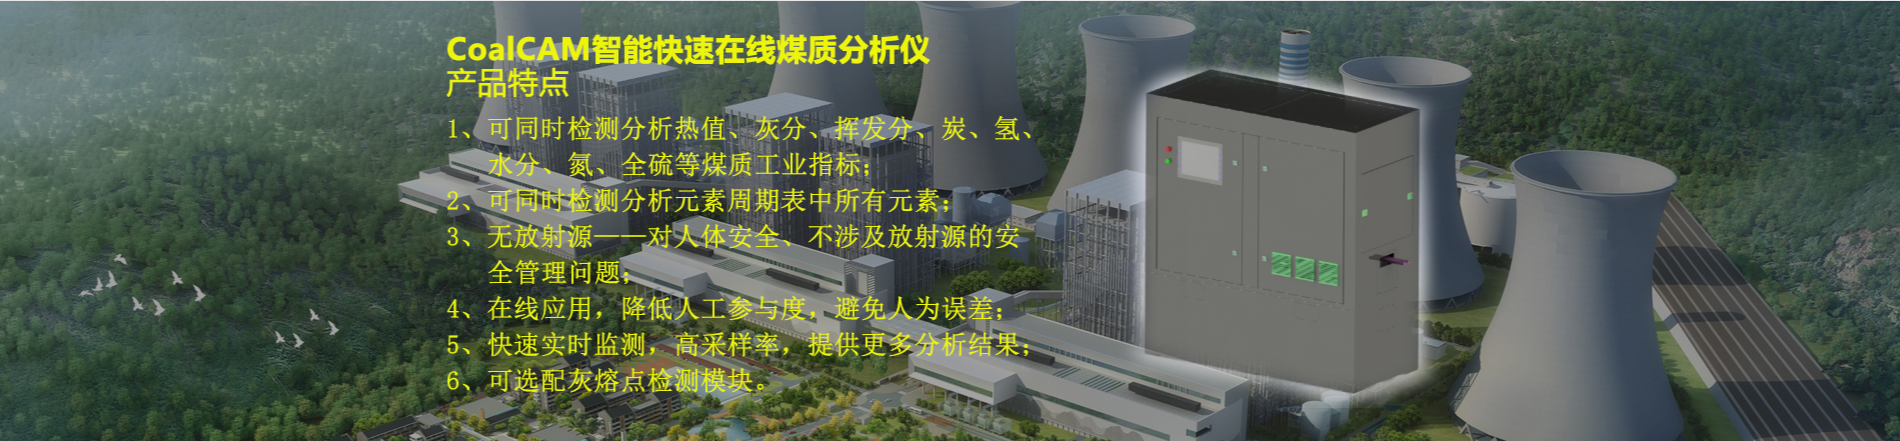 CoalCAM智能快速在线煤质分析仪
产品特点
1、可同时检测分析热值、灰分、挥发分、炭、氢、
水分、氮、全硫等煤质工业指标；
2、可同时检测分析元素周期表中所有元素；
3、无放射源——对人体安全、不涉及放射源的安
全管理问题；
4、在线应用，降低人工参与度，避免人为误差；
5、快速实时监测，高采样率，提供更多分析结果；
6、可选配灰熔点检测模块。